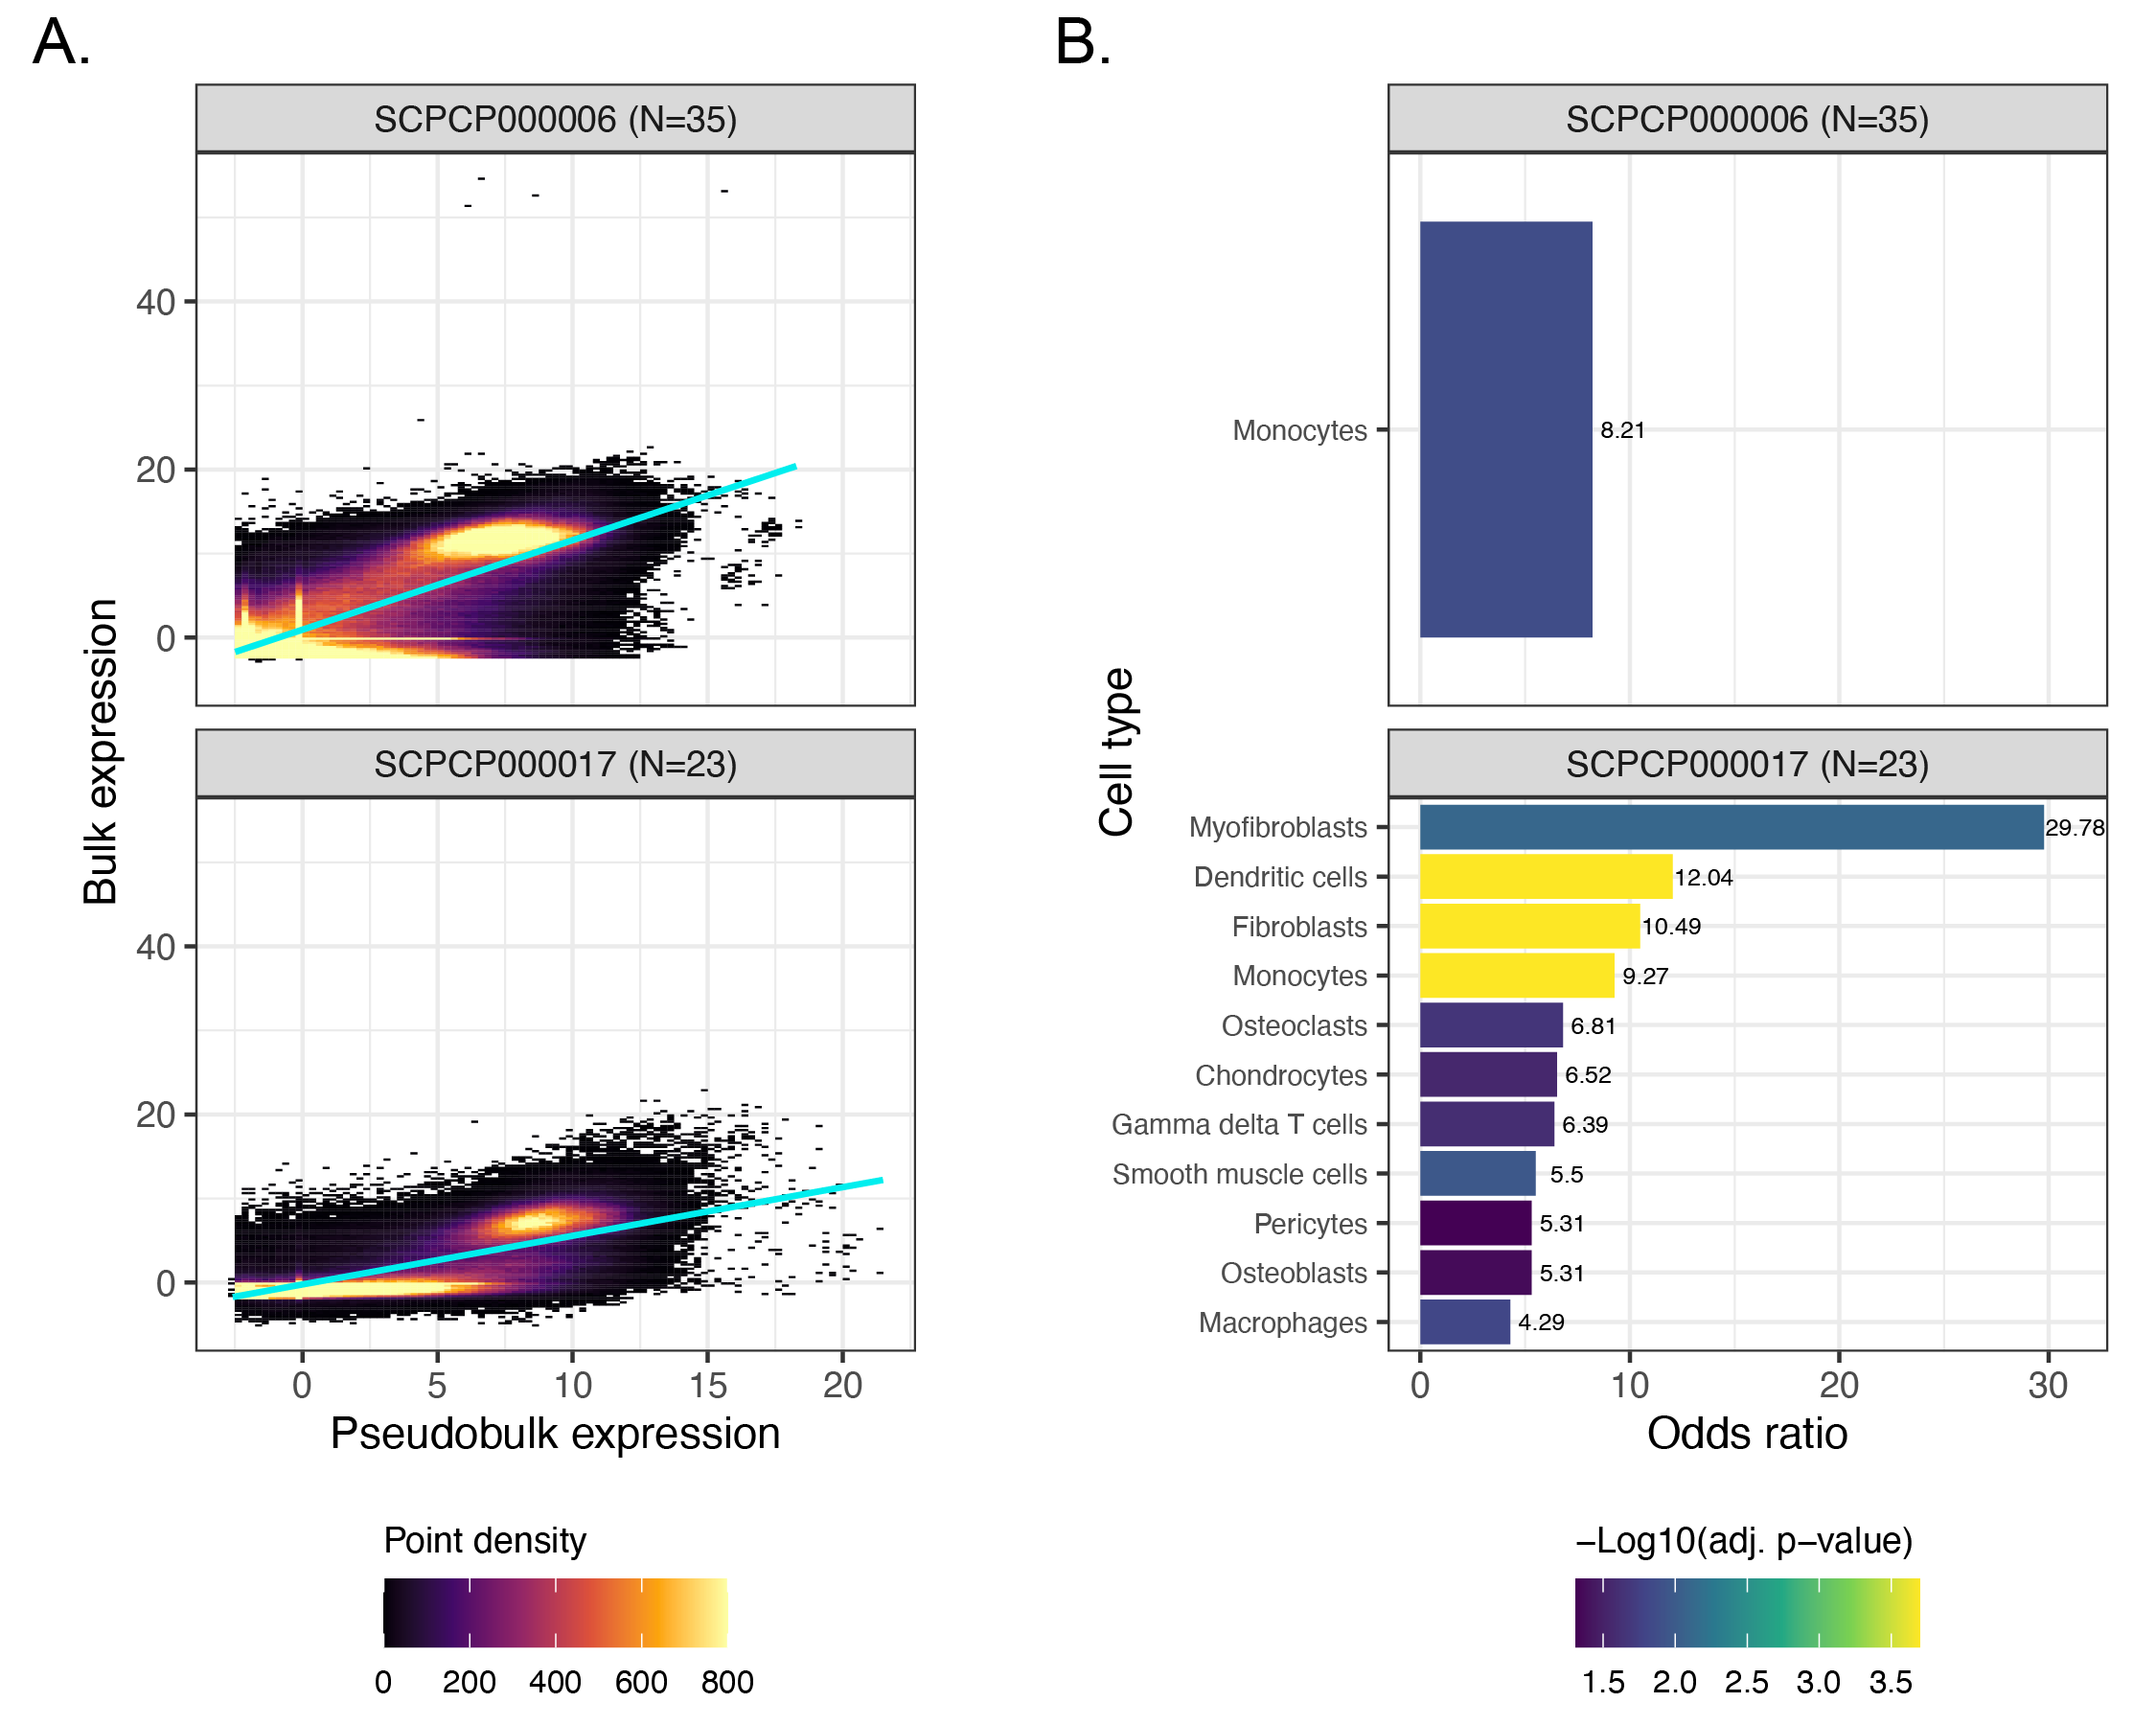 A.
SCPCP000006 (N=35)
40
20
0
SCPCP000017 (N=23)
40
20
0
0 5 10 15 20
Bulk expression
Pseudobulk expression
Point density
0 200 400 600 800
B.
SCPCP000006 (N=35)
Monocytes 8.21
SCPCP000017 (N=23)
Cell type
Myofibroblasts 29.78
Dendritic cells 12.04
Fibroblasts 10.49
Monocytes 9.27
Osteoclasts 6.81
Chondrocytes 6.52
Gamma delta T cells 6.39
Smooth muscle cells 5.5
Pericytes 5.31
Osteoblasts 5.31
Macrophages 4.29
0 10 20 30
Odds ratio
−Log10(adj. p−value)
1.5 2.0 2.5 3.0 3.5